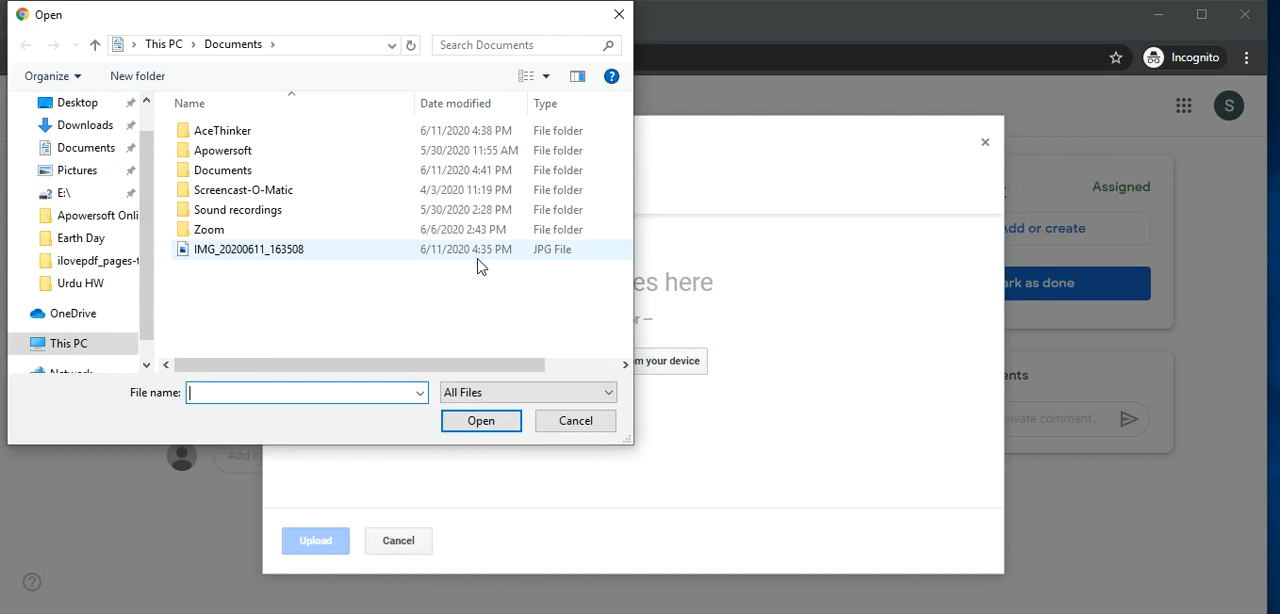 Open
This PC > Documents >
Search Documents
Incognito
Organize
New folder
S
Name
Date modified
Type
Desktop
Downloads
Documents
Pictures
E:\
Apowersoft Onli
Earth Day
ilovepdf_pages-t
Urdu HW
OneDrive
This PC
Network
AceThinker 6/11/2020 4:38 PM File folder
Apowersoft 5/30/2020 11:55 AM File folder
Documents 6/11/2020 4:41 PM File folder
Screencast-O-Matic 4/3/2020 11:19 PM File folder
Sound recordings 5/30/2020 2:28 PM File folder
Zoom 6/6/2020 2:43 PM File folder
IMG_20200611_163508 6/11/2020 4:35 PM JPG File
File name:
All Files
Open
Cancel
Assigned
dd or create
ark as done
es here
r —
m your device
ents
ivate comment...
Add c
Upload
Cancel